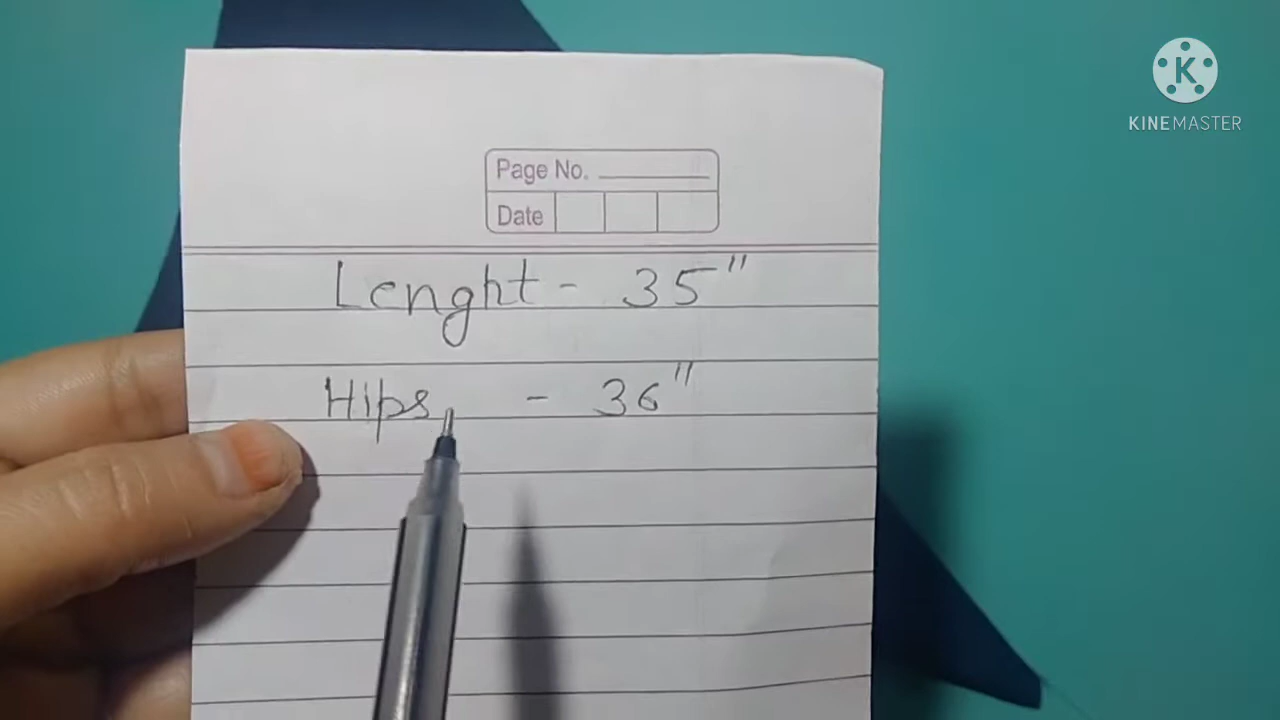 K
KINEMASTER
Page No.
Date
Lenght - 35"
Hips - 36"